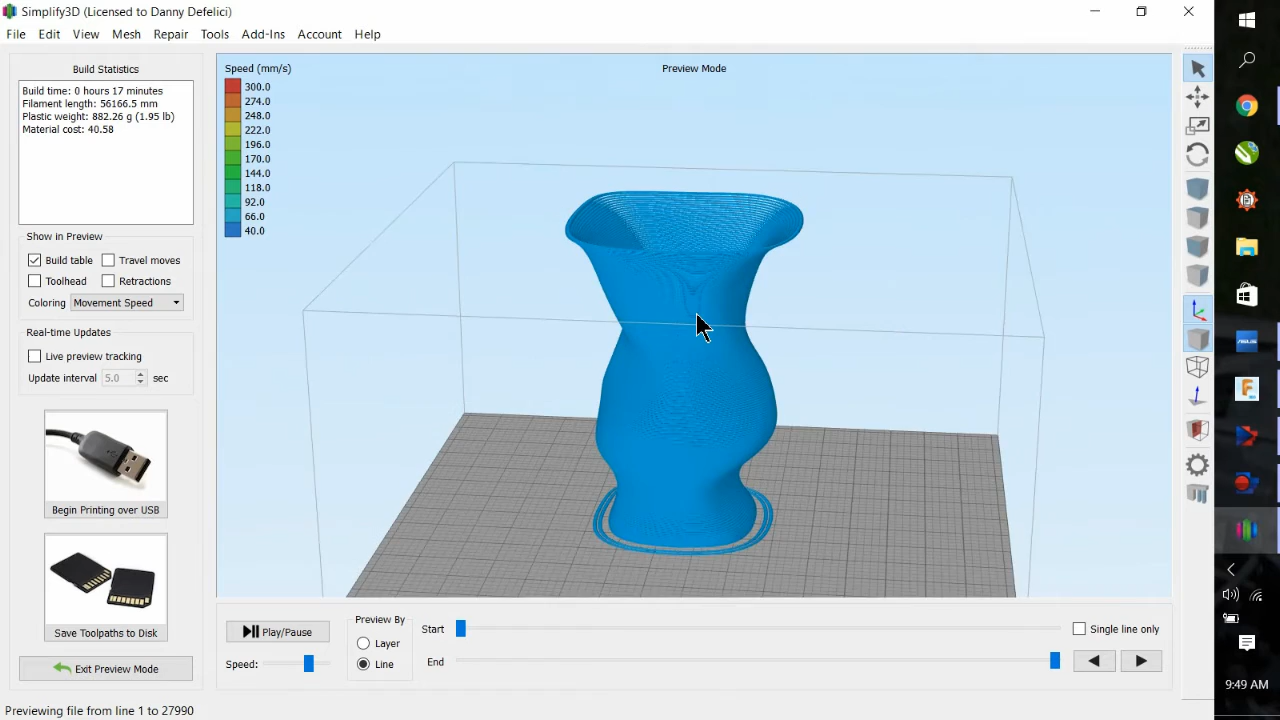 Simplify3D (Licensed to Danny Defelici)
File Edit View Mesh Repair Tools Add-Ins Account Help
Build Statistics
Build time: 0 hours 17 minutes
Filament length: 56166.5 mm
Plastic weight: 882.26 g (1.95 lb)
Material cost: 40.58
Show in Preview
Build table Travel moves
Toolhead Retractions
Coloring Movement Speed
Real-time Updates
Live preview tracking
Update interval 5.0 sec
Begin Printing over USB
Save Toolpaths to Disk
Exit Preview Mode
Speed (mm/s)
300.0
274.0
248.0
222.0
196.0
170.0
144.0
118.0
92.0
66.0
40.0
Preview Mode
Play/Pause
Speed:
Preview By
Layer
Line
Start
End
Single line only
Previewing file from line 1 to 27990
ASUS
9:49 AM